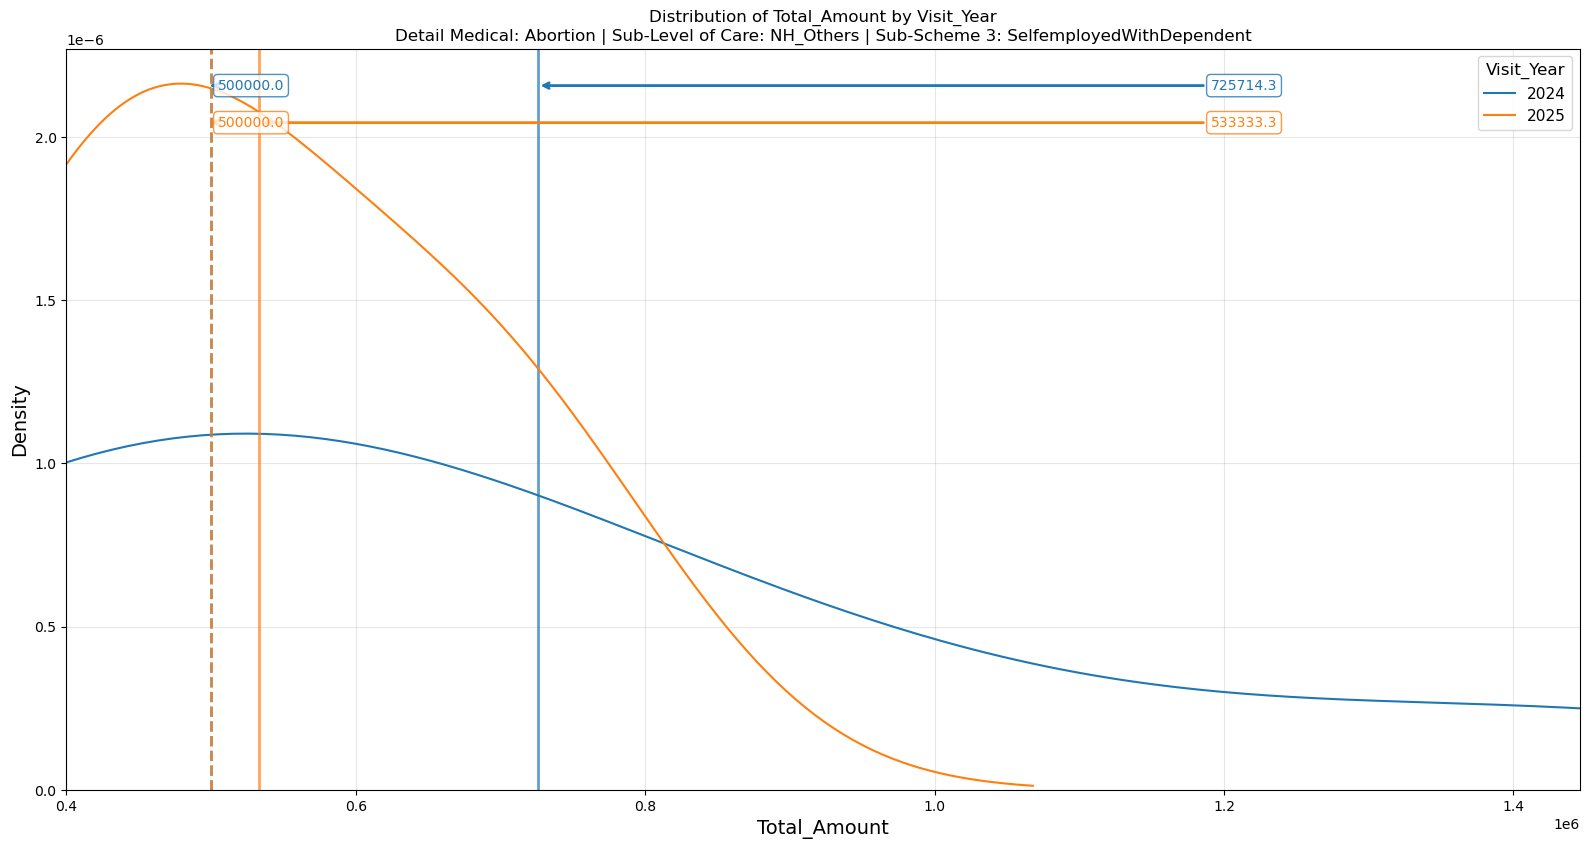 Distribution of Total_Amount by Visit_Year
Detail Medical: Abortion | Sub-Level of Care: NH_Others | Sub-Scheme 3: SelfemployedWithDependent
1e−6
Visit_Year
2024
2025
500000.0
725714.3
500000.0
533333.3
2.0
1.5
1.0
0.5
0.0
Density
0.4
0.6
0.8
1.0
1.2
1.4
1e6
Total_Amount